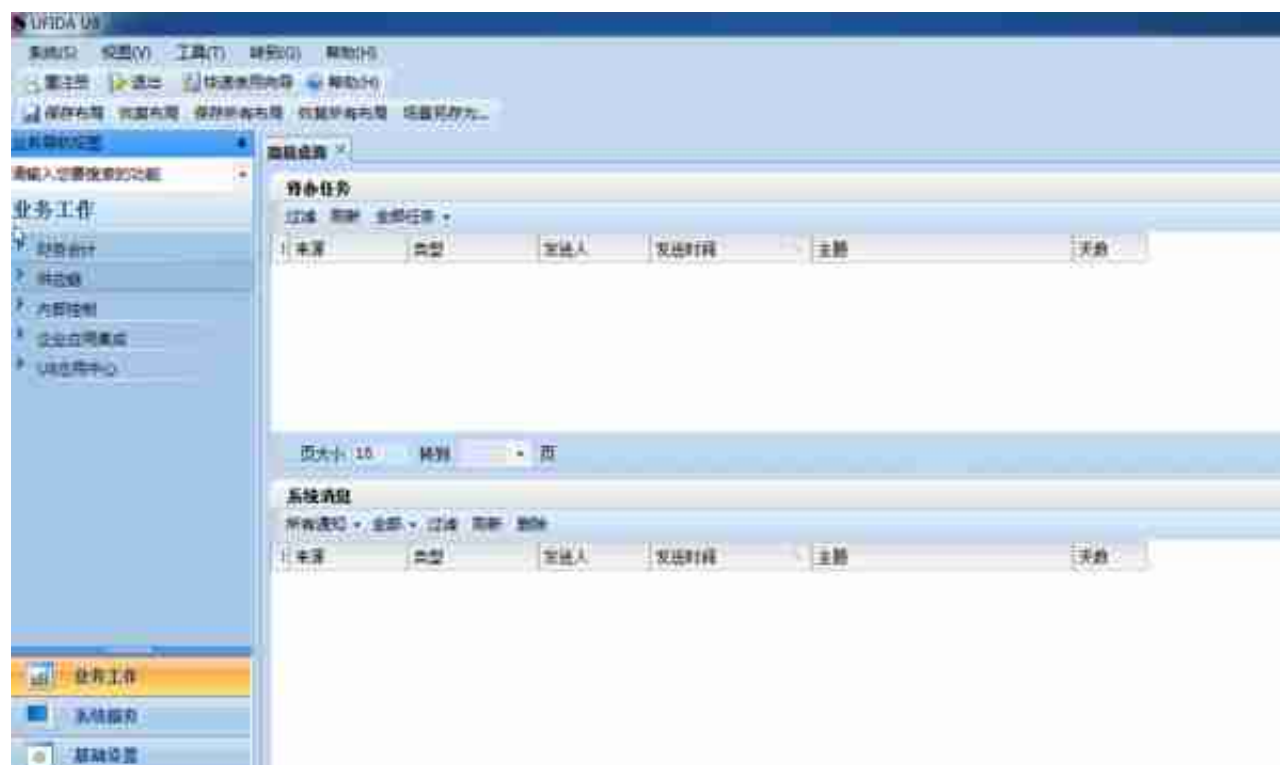 UFIDA U8
系统(S) 视图(V) 工具(T) 转到(G) 帮助(H)
重注册 退出 快速使用向导 帮助(H)
保存布局 恢复布局 保存所有布局 恢复所有布局 场景另存为...
业务导航视图
请输入您要搜索的功能
业务工作
财务会计
供应链
内部控制
企业应用集成
U8应用中心
待办任务
过滤 刷新 全部任务
! 来源 类型 发送人 发送时间 主题 天数
页大小 15 转到 页
系统消息
所有通知 全部 过滤 刷新 删除
! 来源 类型 发送人 发送时间 主题 天数
业务工作
系统服务
基础设置